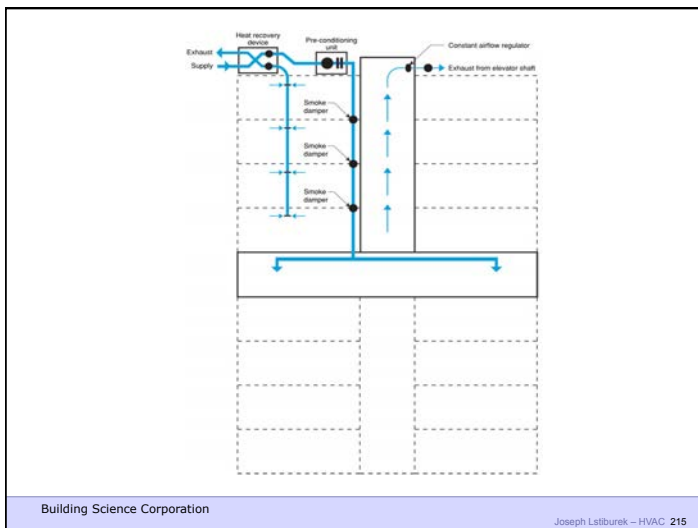 Heat recovery
device
Pre-conditioning
unit
Constant airflow regulator
Exhaust
Supply
Exhaust from elevator shaft
Smoke
damper
Smoke
damper
Smoke
damper
Building Science Corporation
Joseph Lstiburek – HVAC 215